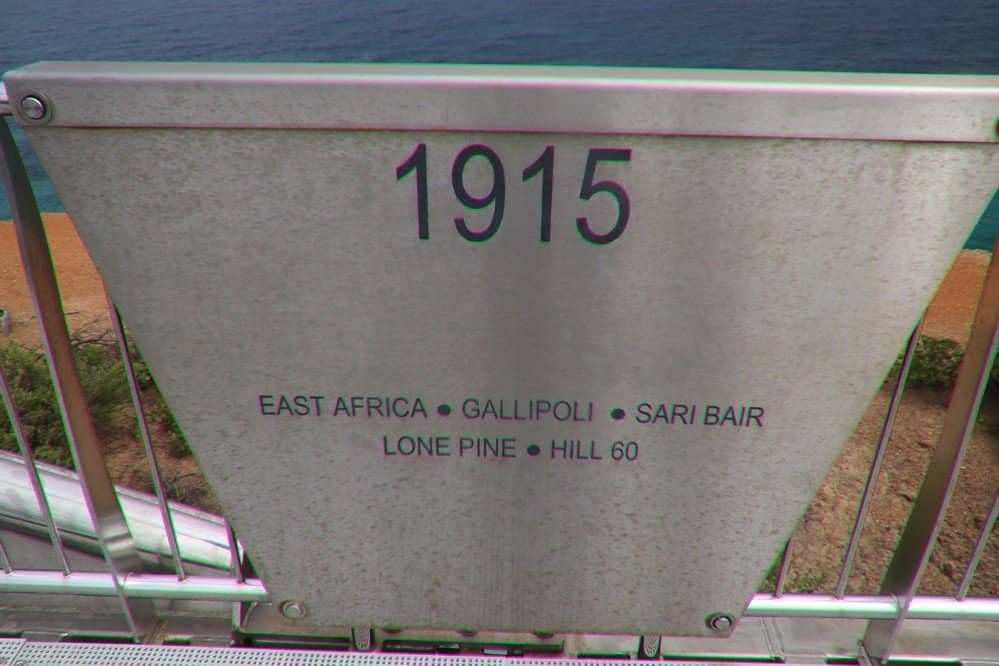 1915
EAST AFRICA ● GALLIPOLI ● SARI BAIR
LONE PINE ● HILL 60